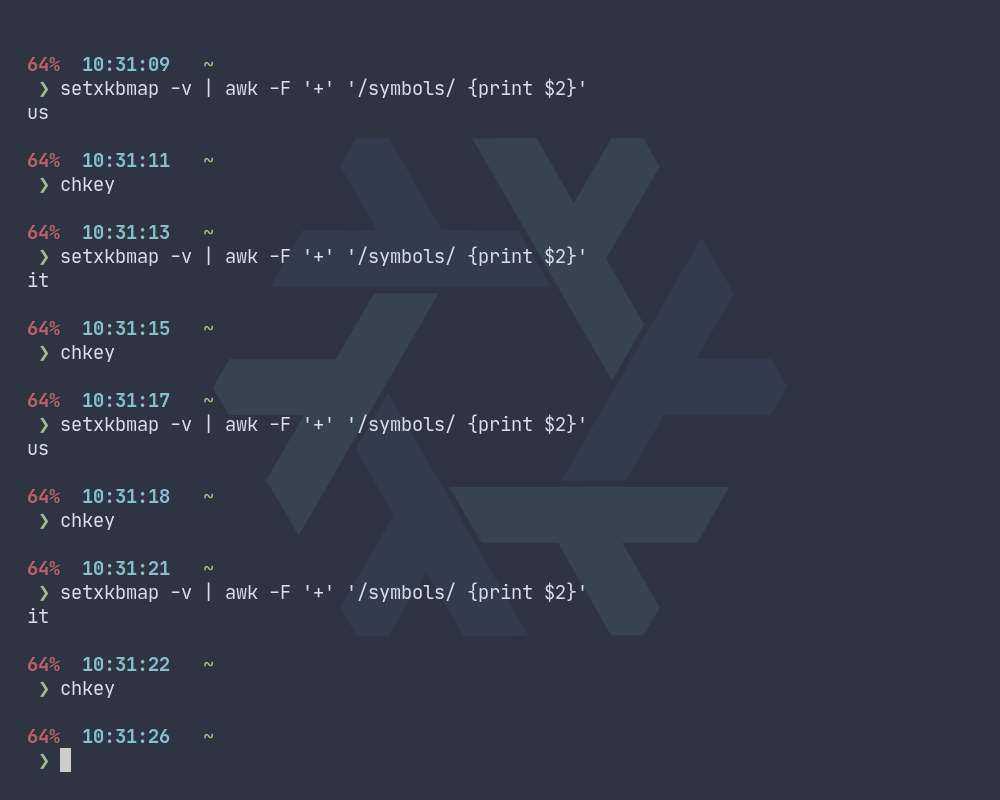 64%  10:31:09   ~
 ❯ setxkbmap -v | awk -F '+' '/symbols/ {print $2}'
us
64%  10:31:11   ~
 ❯ chkey
64%  10:31:13   ~
 ❯ setxkbmap -v | awk -F '+' '/symbols/ {print $2}'
it
64%  10:31:15   ~
 ❯ chkey
64%  10:31:17   ~
 ❯ setxkbmap -v | awk -F '+' '/symbols/ {print $2}'
us
64%  10:31:18   ~
 ❯ chkey
64%  10:31:21   ~
 ❯ setxkbmap -v | awk -F '+' '/symbols/ {print $2}'
it
64%  10:31:22   ~
 ❯ chkey
64%  10:31:26   ~
 ❯